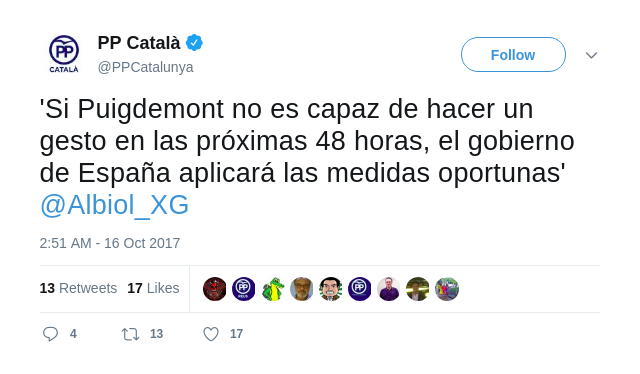 PP Català
@PPCatalunya
Follow
PP
CATALÀ
'Si Puigdemont no es capaz de hacer un
gesto en las próximas 48 horas, el gobierno
de España aplicará las medidas oportunas'
@Albiol_XG
2:51 AM - 16 Oct 2017
13 Retweets 17 Likes
4 13 17